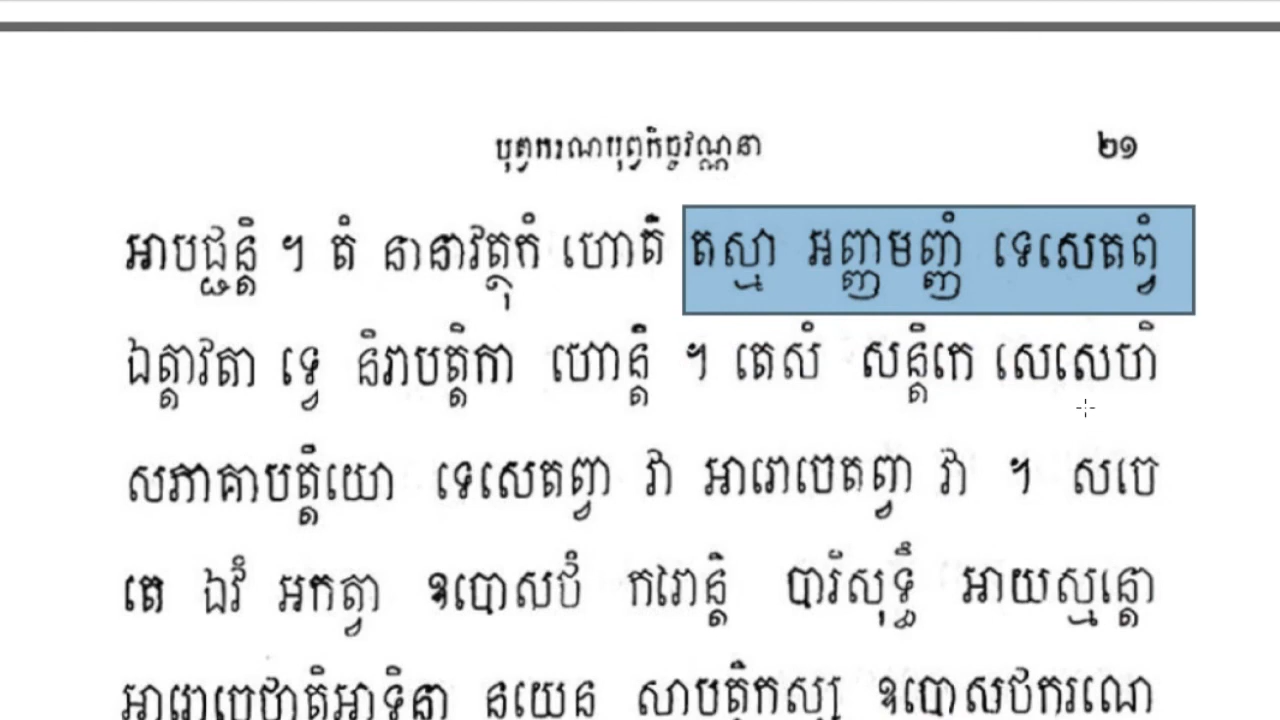 បុព្វករណបុព្វកិច្ចវណ្ណនា ២១
អាបជ្ជន្តិ ។ តំ នានាវត្ថុកំ ហោតិ តស្មា អញ្ញមញ្ញំ ទេសេតព្វំ
ឯត្តាវតា ទ្វេ និរាបត្តិកា ហោន្តិ ។ តេសំ សន្តិកេ សេសេហិ
សភាគាបត្តិយោ ទេសេតព្វា វា អារោចេតព្វា វា ។ សចេ
តេ ឯវំ អកត្វា ឧបោសថំ ករោន្តិ បារិសុទ្ធិំ អាយស្មន្តោ
អារោចេថាតិអាទិនា នយេន សាបត្តិកស្ស ឧបោសថករណេ